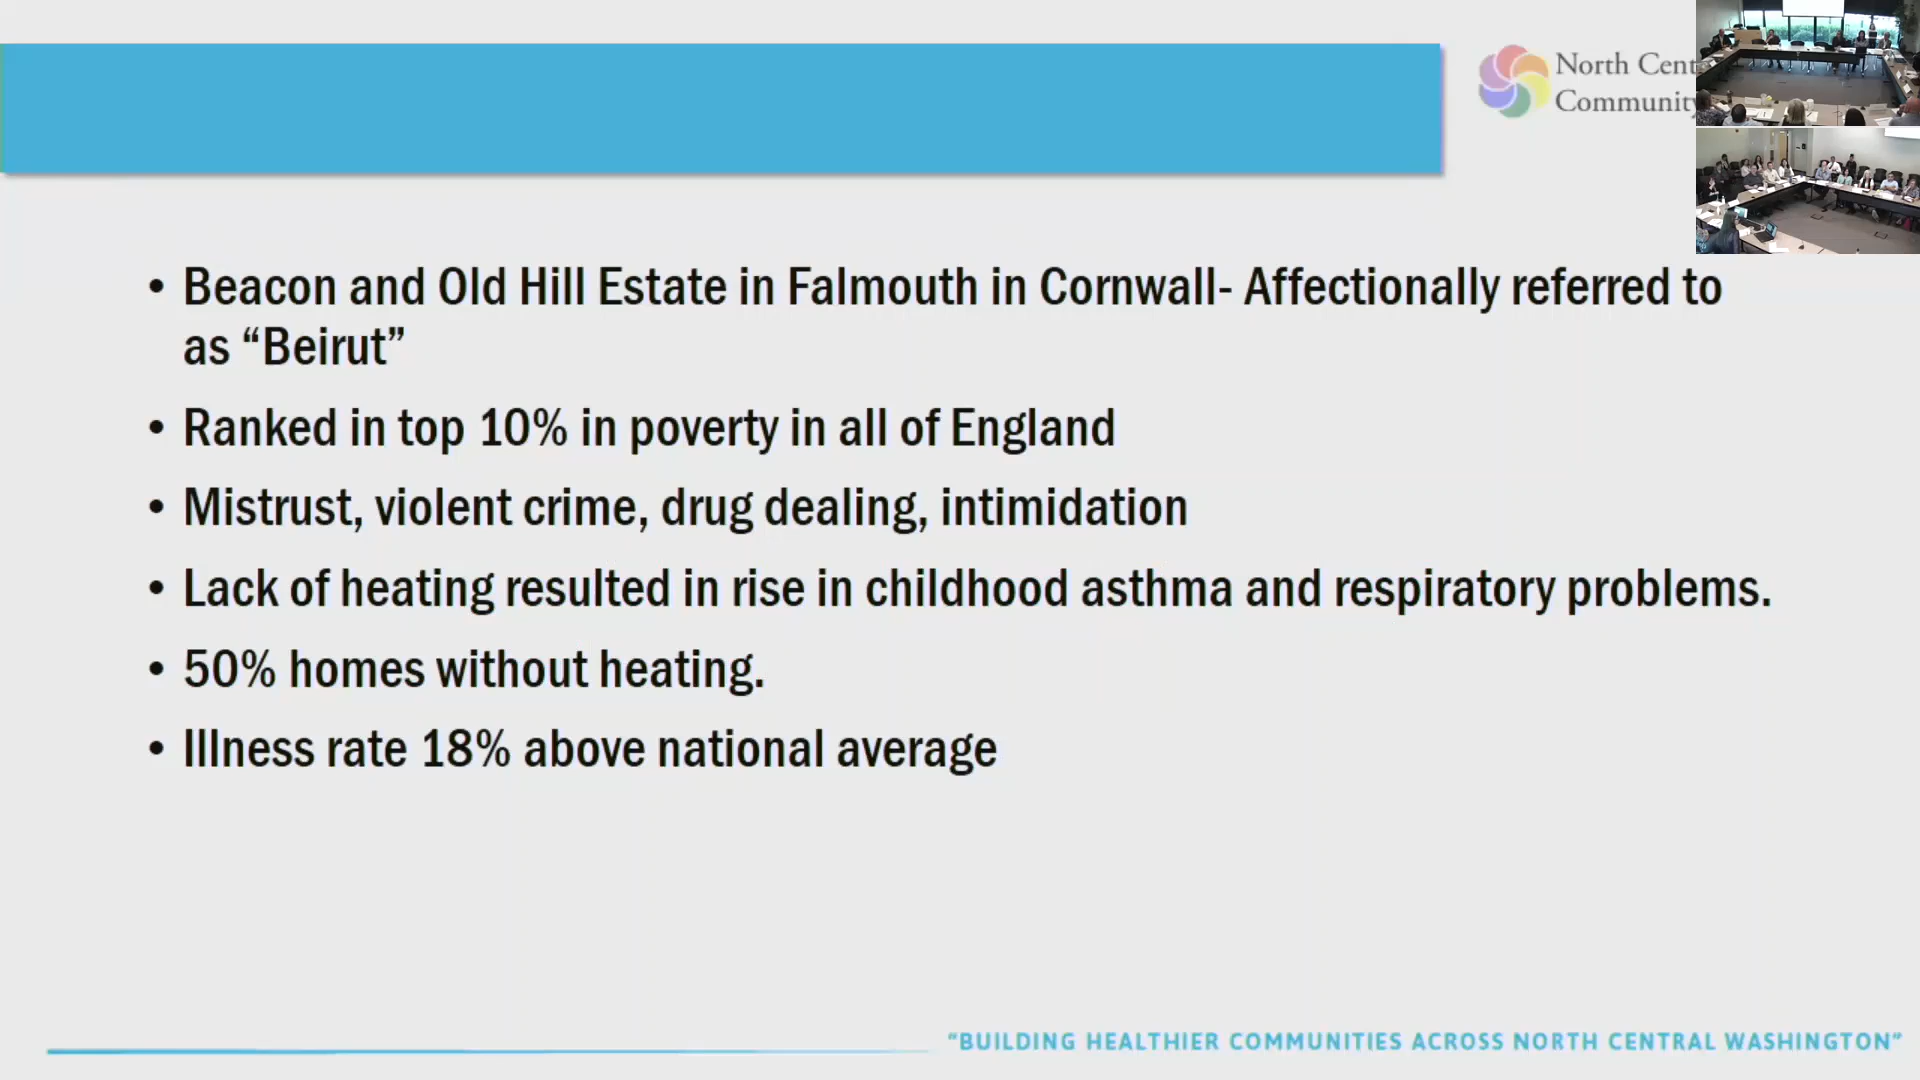 North Cent
Community
• Beacon and Old Hill Estate in Falmouth in Cornwall- Affectionally referred to
as “Beirut”
• Ranked in top 10% in poverty in all of England
• Mistrust, violent crime, drug dealing, intimidation
• Lack of heating resulted in rise in childhood asthma and respiratory problems.
• 50% homes without heating.
• Illness rate 18% above national average
“BUILDING HEALTHIER COMMUNITIES ACROSS NORTH CENTRAL WASHINGTON”